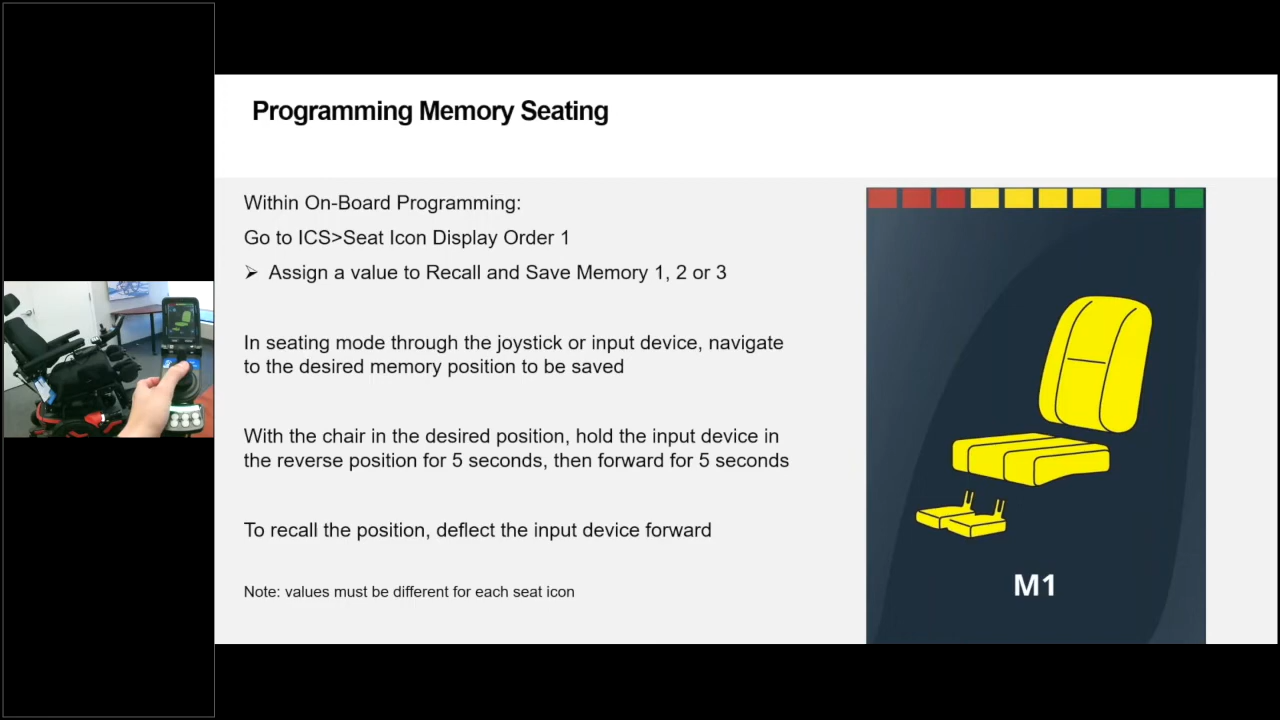 Programming Memory Seating
Within On-Board Programming:
Go to ICS>Seat Icon Display Order 1
➢ Assign a value to Recall and Save Memory 1, 2 or 3
In seating mode through the joystick or input device, navigate
to the desired memory position to be saved
With the chair in the desired position, hold the input device in
the reverse position for 5 seconds, then forward for 5 seconds
To recall the position, deflect the input device forward
Note: values must be different for each seat icon
M1